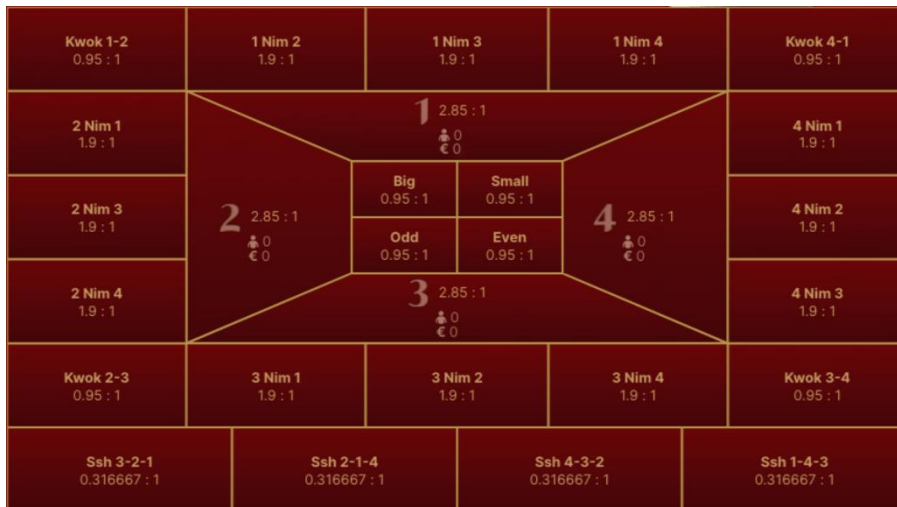 Kwok 1-2
0.95 : 1
1 Nim 2
1.9 : 1
1 Nim 3
1.9 : 1
1 Nim 4
1.9 : 1
Kwok 4-1
0.95 : 1
2 Nim 1
1.9 : 1
1 2.85 : 1
0
€ 0
4 Nim 1
1.9 : 1
2 Nim 3
1.9 : 1
2 2.85 : 1
0
€ 0
Big
0.95 : 1
Small
0.95 : 1
Odd
0.95 : 1
Even
0.95 : 1
4 2.85 : 1
0
€ 0
4 Nim 2
1.9 : 1
2 Nim 4
1.9 : 1
3 2.85 : 1
0
€ 0
4 Nim 3
1.9 : 1
Kwok 2-3
0.95 : 1
3 Nim 1
1.9 : 1
3 Nim 2
1.9 : 1
3 Nim 4
1.9 : 1
Kwok 3-4
0.95 : 1
Ssh 3-2-1
0.316667 : 1
Ssh 2-1-4
0.316667 : 1
Ssh 4-3-2
0.316667 : 1
Ssh 1-4-3
0.316667 : 1